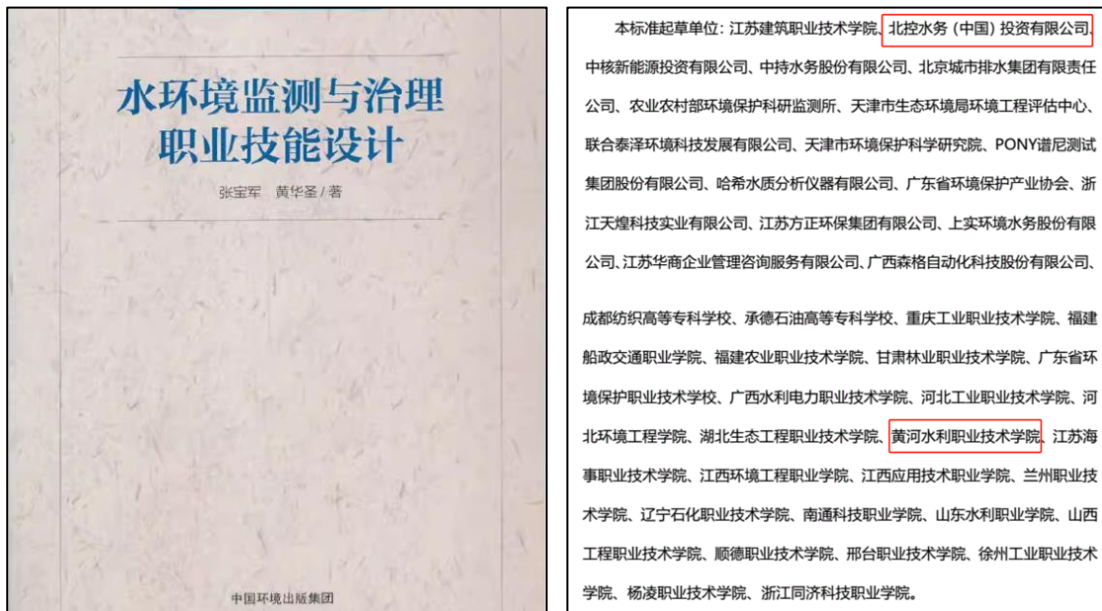 水环境监测与治理
职业技能设计
张宝军 黄华圣/著
中国环境出版集团
本标准起草单位：江苏建筑职业技术学院、北控水务（中国）投资有限公司、
中核新能源投资有限公司、中持水务股份有限公司、北京城市排水集团有限责任
公司、农业农村部环境保护科研监测所、天津市生态环境局环境工程评估中心、
联合泰泽环境科技发展有限公司、天津市环境保护科学研究院、PONY谱尼测试
集团股份有限公司、哈希水质分析仪器有限公司、广东省环境保护产业协会、浙
江天煌科技实业有限公司、江苏方正环保集团有限公司、上实环境水务股份有限
公司、江苏华商企业管理咨询服务有限公司、广西森格自动化科技股份有限公司、
成都纺织高等专科学校、承德石油高等专科学校、重庆工业职业技术学院、福建
船政交通职业学院、福建农业职业技术学院、甘肃林业职业技术学院、广东省环
境保护职业技术学校、广西水利电力职业技术学院、河北工业职业技术学院、河
北环境工程学院、湖北生态工程职业技术学院、黄河水利职业技术学院、江苏海
事职业技术学院、江西环境工程职业学院、江西应用技术职业学院、兰州职业技
术学院、辽宁石化职业技术学院、南通科技职业学院、山东水利职业学院、山西
工程职业技术学院、顺德职业技术学院、邢台职业技术学院、徐州工业职业技术
学院、杨凌职业技术学院、浙江同济科技职业学院。